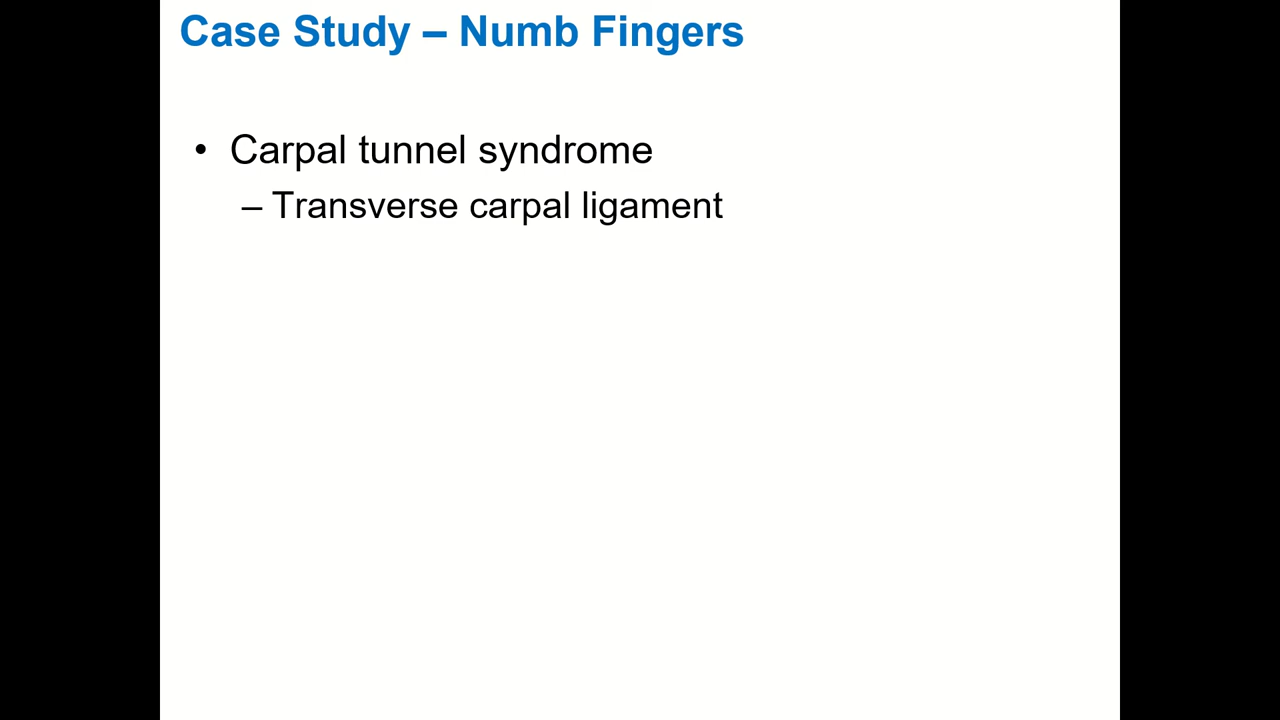 Case Study – Numb Fingers
• Carpal tunnel syndrome
– Transverse carpal ligament